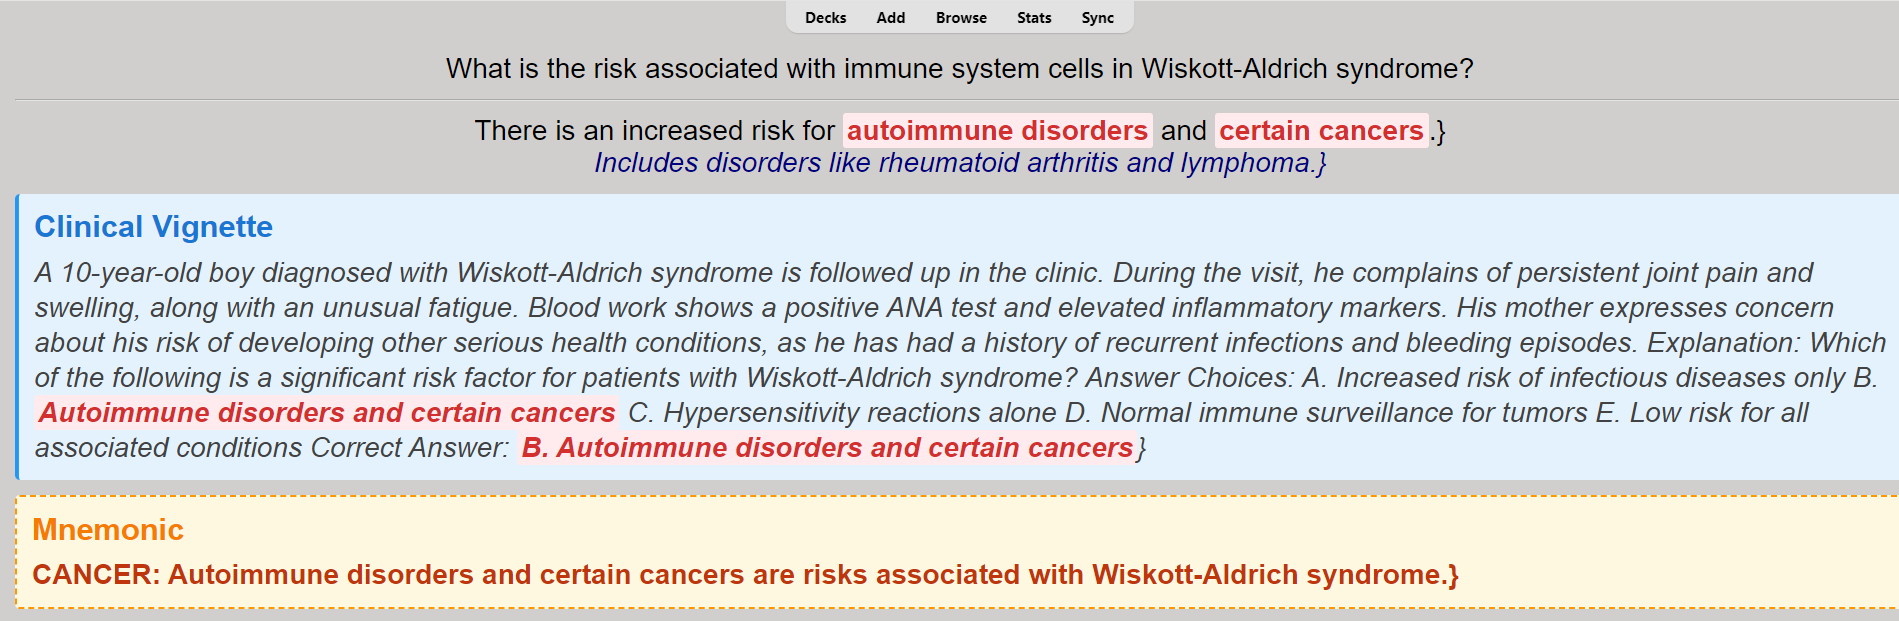 Decks Add Browse Stats Sync
What is the risk associated with immune system cells in Wiskott-Aldrich syndrome?
There is an increased risk for autoimmune disorders and certain cancers.}
Includes disorders like rheumatoid arthritis and lymphoma.}
Clinical Vignette
A 10-year-old boy diagnosed with Wiskott-Aldrich syndrome is followed up in the clinic. During the visit, he complains of persistent joint pain and
swelling, along with an unusual fatigue. Blood work shows a positive ANA test and elevated inflammatory markers. His mother expresses concern
about his risk of developing other serious health conditions, as he has had a history of recurrent infections and bleeding episodes. Explanation: Which
of the following is a significant risk factor for patients with Wiskott-Aldrich syndrome? Answer Choices: A. Increased risk of infectious diseases only B.
Autoimmune disorders and certain cancers C. Hypersensitivity reactions alone D. Normal immune surveillance for tumors E. Low risk for all
associated conditions Correct Answer: B. Autoimmune disorders and certain cancers}
Mnemonic
CANCER: Autoimmune disorders and certain cancers are risks associated with Wiskott-Aldrich syndrome.}